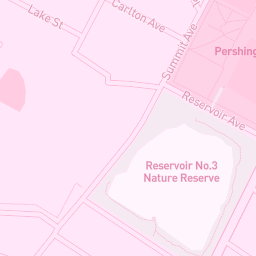 Lake St
Carlton Ave
Summit Ave
Pershing
Reservoir Ave
Reservoir No.3
Nature Reserve